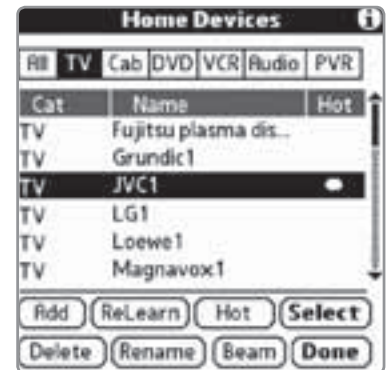 Home Devices i
All TV Cab DVD VCR Audio PVR
Cat Name Hot
TV Fujitsu plasma dis...
TV Grundic1
TV JVC1
TV LG1
TV Loewe1
TV Magnavox1
Add ReLearn Hot Select
Delete Rename Beam Done